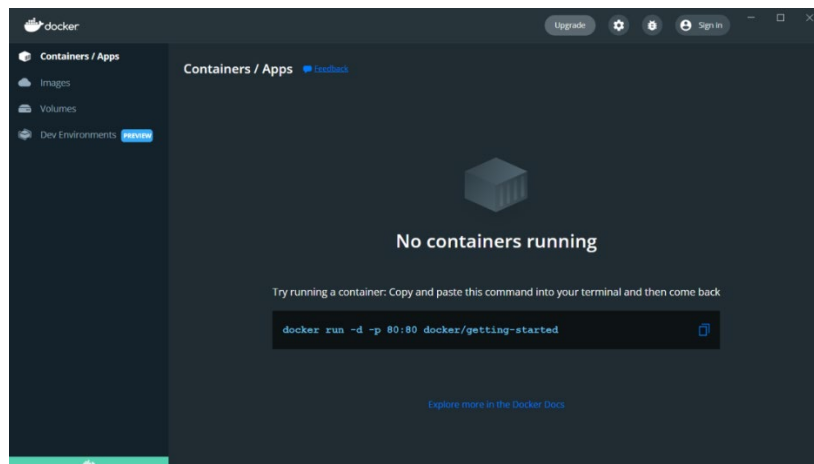 docker
Upgrade
Sign in
Containers / Apps
Images
Volumes
Dev Environments PREVIEW
Containers / Apps Feedback
No containers running
Try running a container: Copy and paste this command into your terminal and then come back
docker run -d -p 80:80 docker/getting-started
Explore more in the Docker Docs